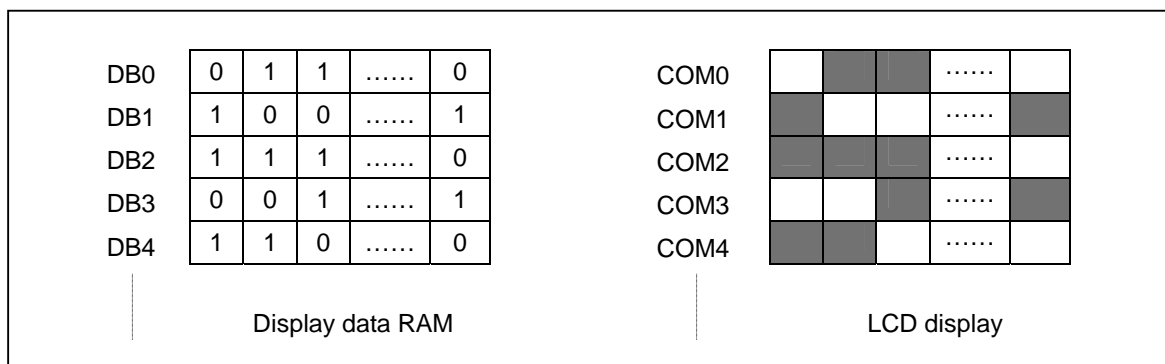 DB0 0 1 1 ...... 0
DB1 1 0 0 ...... 1
DB2 1 1 1 ...... 0
DB3 0 0 1 ...... 1
DB4 1 1 0 ...... 0
Display data RAM
COM0 ......
COM1 ......
COM2 ......
COM3 ......
COM4 ......
LCD display